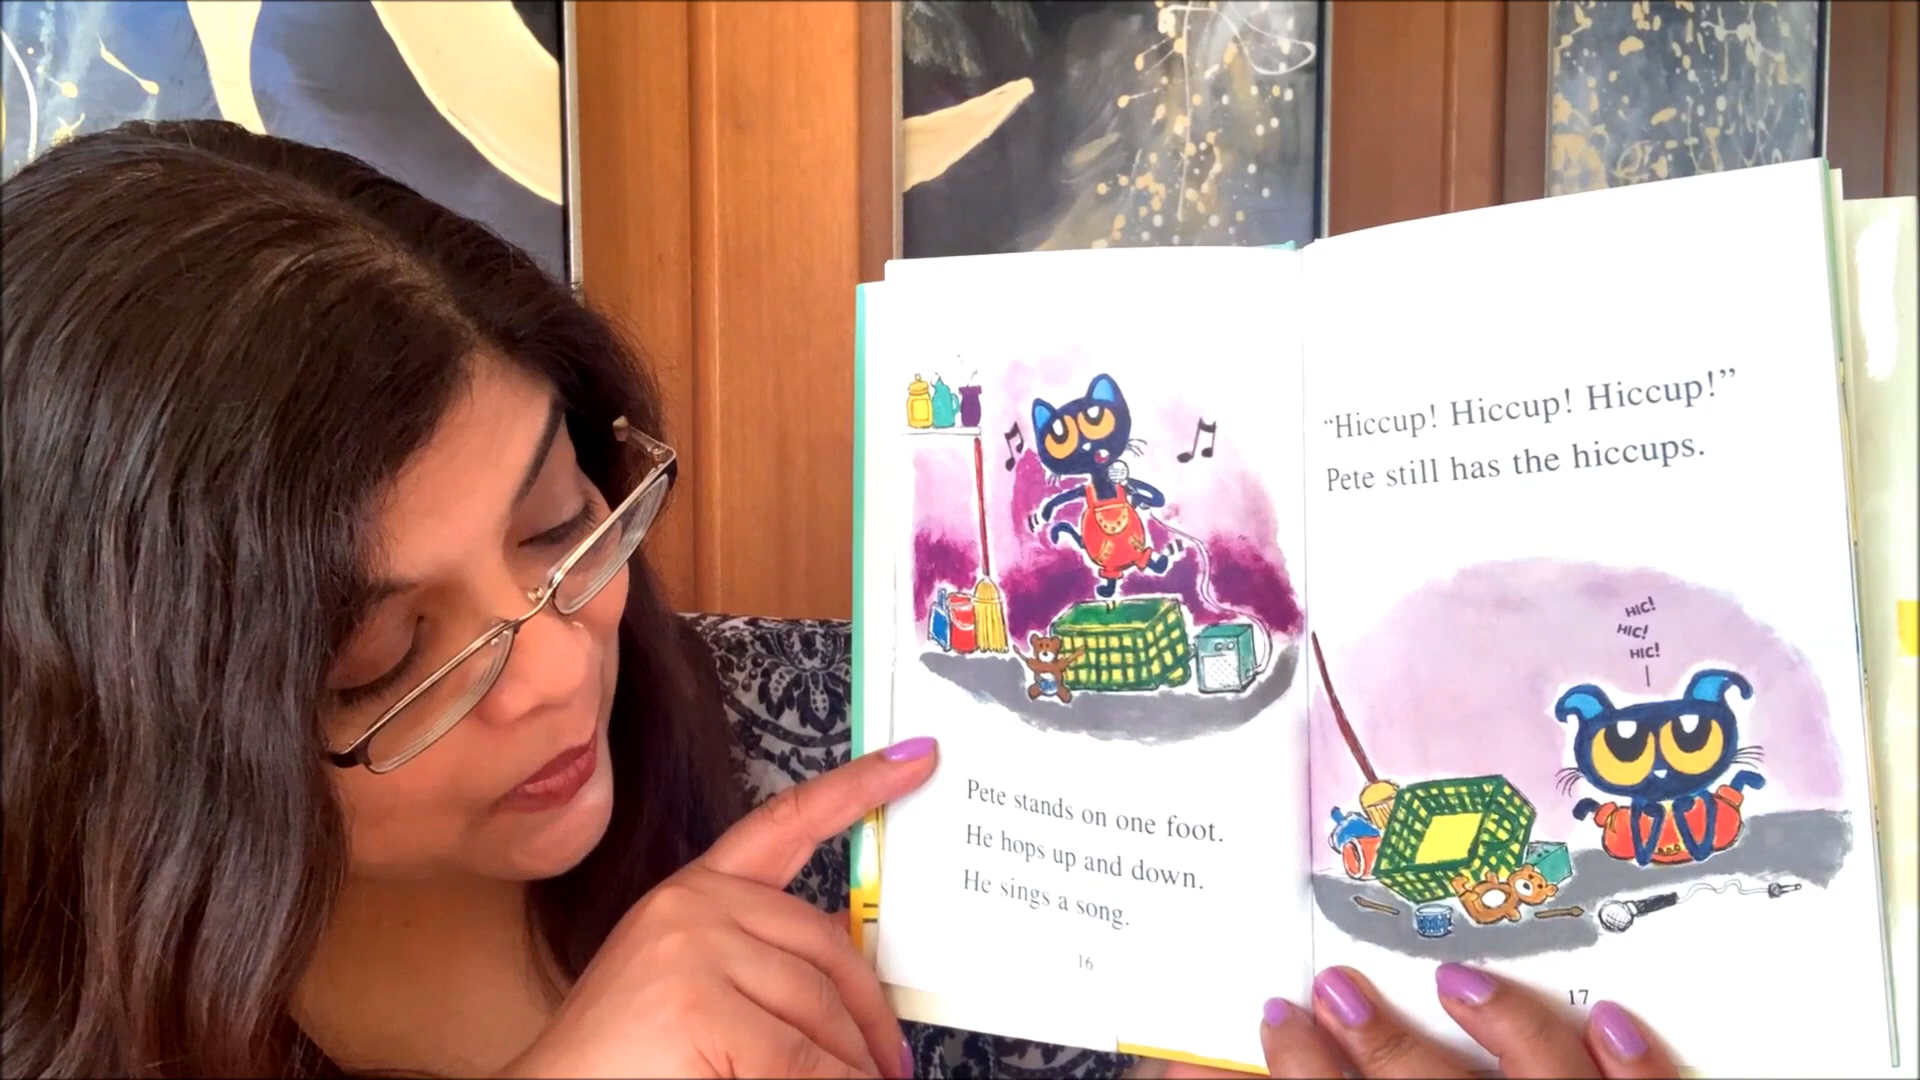 Pete stands on one foot.
He hops up and down.
He sings a song.
16
“Hiccup! Hiccup! Hiccup!”
Pete still has the hiccups.
HIC!
HIC!
HIC!
17